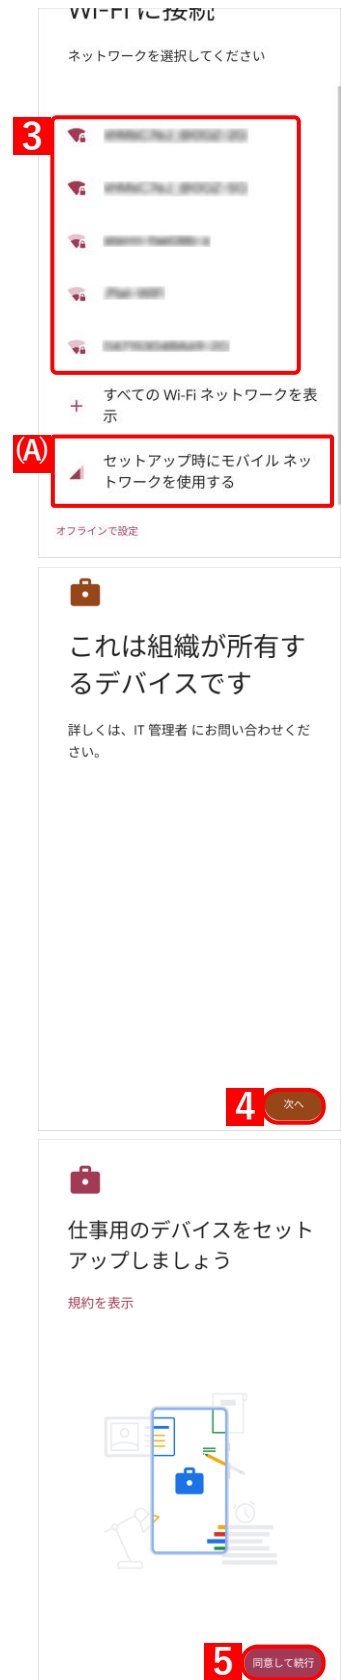 Wi-Fi に接続
ネットワークを選択してください
3
すべての Wi-Fi ネットワークを表
示
(A)
セットアップ時にモバイル ネッ
トワークを使用する
オフラインで設定
これは組織が所有す
るデバイスです
詳しくは、IT 管理者 にお問い合わせくだ
さい。
4
次へ
仕事用のデバイスをセット
アップしましょう
規約を表示
5
同意して続行